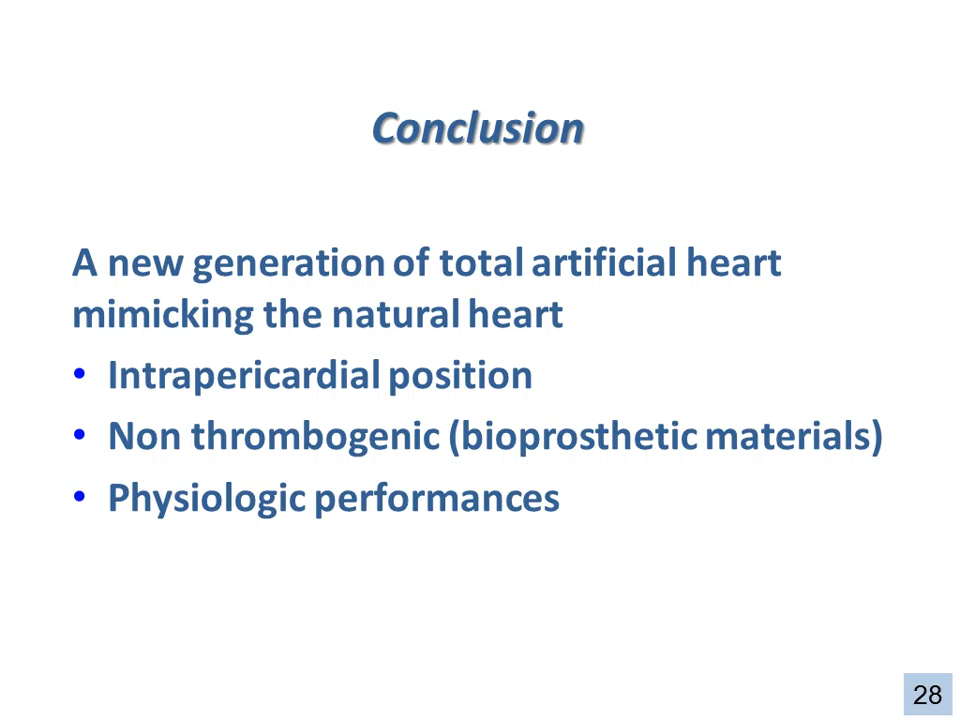 Conclusion
A new generation of total artificial heart
mimicking the natural heart
• Intrapericardial position
• Non thrombogenic (bioprosthetic materials)
• Physiologic performances
28